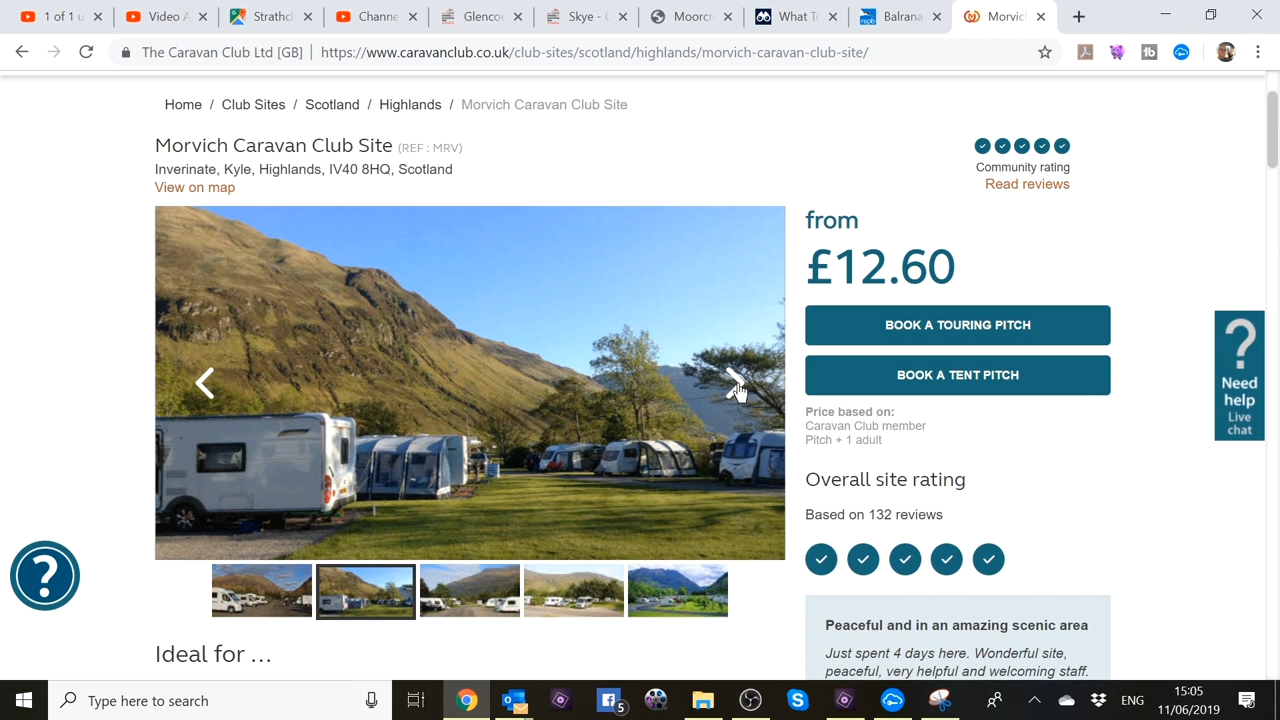 1 of 1 u
Video A
Strathcl
Channe
Glencoe
Skye - C
Moorcr
What To
Balrana
Morvich
The Caravan Club Ltd [GB] | https://www.caravanclub.co.uk/club-sites/scotland/highlands/morvich-caravan-club-site/
Home / Club Sites / Scotland / Highlands / Morvich Caravan Club Site
Morvich Caravan Club Site (REF : MRV)
Inverinate, Kyle, Highlands, IV40 8HQ, Scotland
View on map
Community rating
Read reviews
from
£12.60
BOOK A TOURING PITCH
BOOK A TENT PITCH
Price based on:
Caravan Club member
Pitch + 1 adult
Overall site rating
Based on 132 reviews
Peaceful and in an amazing scenic area
Just spent 4 days here. Wonderful site,
peaceful, very helpful and welcoming staff.
?
Need
help
Live
chat
?
Ideal for ...
Type here to search
5
ENG
15:05
11/06/2019